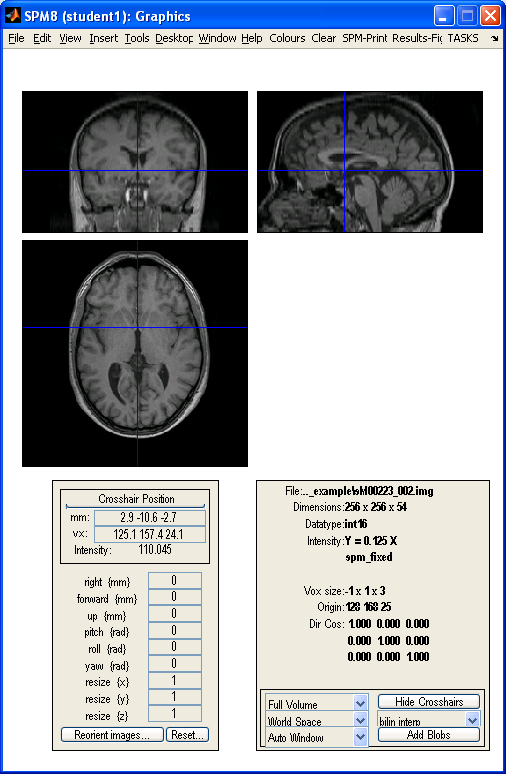 SPM8 (student1): Graphics
File Edit View Insert Tools Desktop Window Help Colours Clear SPM-Print Results-Fig TASKS
Crosshair Position
mm: 2.9 -10.6 -2.7
vx: 125.1 157.4 24.1
Intensity: 110.045
right {mm} 0
forward {mm} 0
up {mm} 0
pitch {rad} 0
roll {rad} 0
yaw {rad} 0
resize {x} 1
resize {y} 1
resize {z} 1
Reorient images... Reset...
File: .._example\sM00223_002.img
Dimensions: 256 x 256 x 54
Datatype: int16
Intensity: Y = 0.125 X
spm_fixed
Vox size: -1 x 1 x 3
Origin: 128 168 25
Dir Cos: 1.000 0.000 0.000
0.000 1.000 0.000
0.000 0.000 1.000
Full Volume Hide Crosshairs
World Space bilin interp
Auto Window Add Blobs